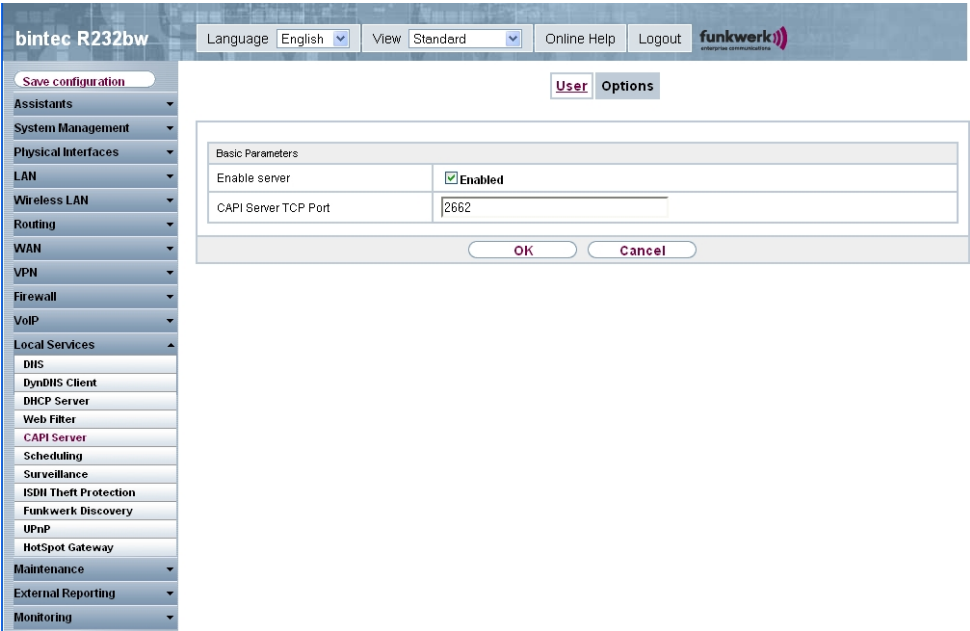 bintec R232bw
Language English View Standard Online Help Logout funkwerk
enterprise communications
Save configuration
Assistants
System Management
Physical Interfaces
LAN
Wireless LAN
Routing
WAN
VPN
Firewall
VoIP
Local Services
DNS
DynDNS Client
DHCP Server
Web Filter
CAPI Server
Scheduling
Surveillance
ISDN Theft Protection
Funkwerk Discovery
UPnP
HotSpot Gateway
Maintenance
External Reporting
Monitoring
User Options
Basic Parameters
Enable server Enabled
CAPI Server TCP Port 2662
OK Cancel